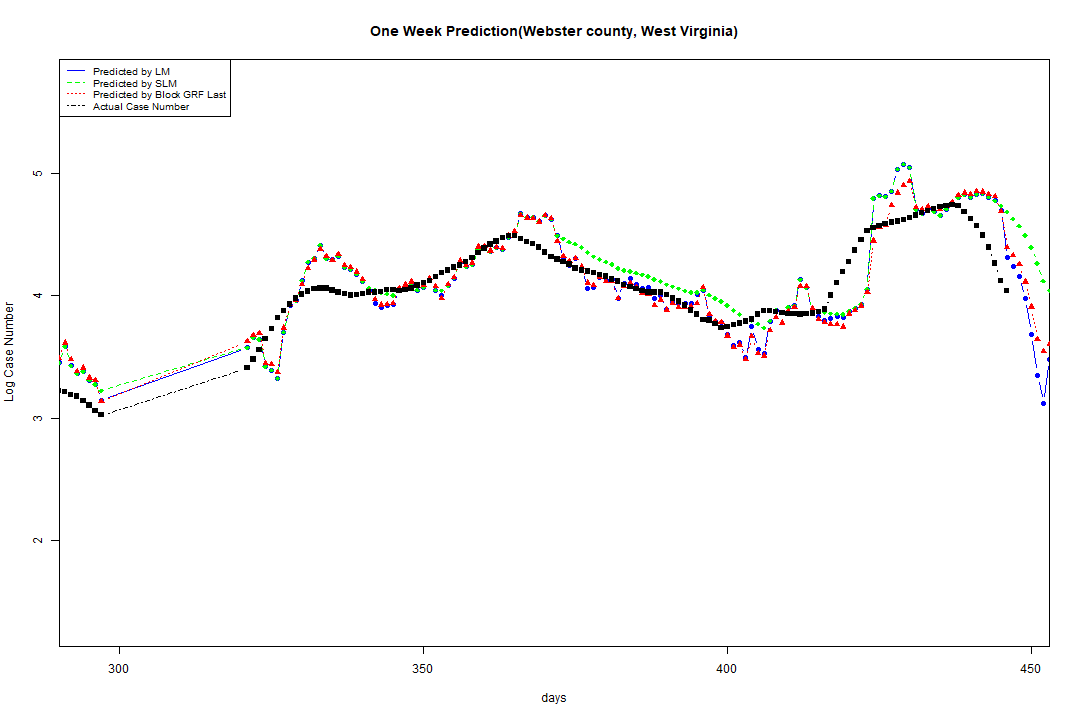 One Week Prediction(Webster county, West Virginia)
Predicted by LM
Predicted by SLM
Predicted by Block GRF Last
Actual Case Number
5
4
3
2
Log Case Number
300 350 400 450
days